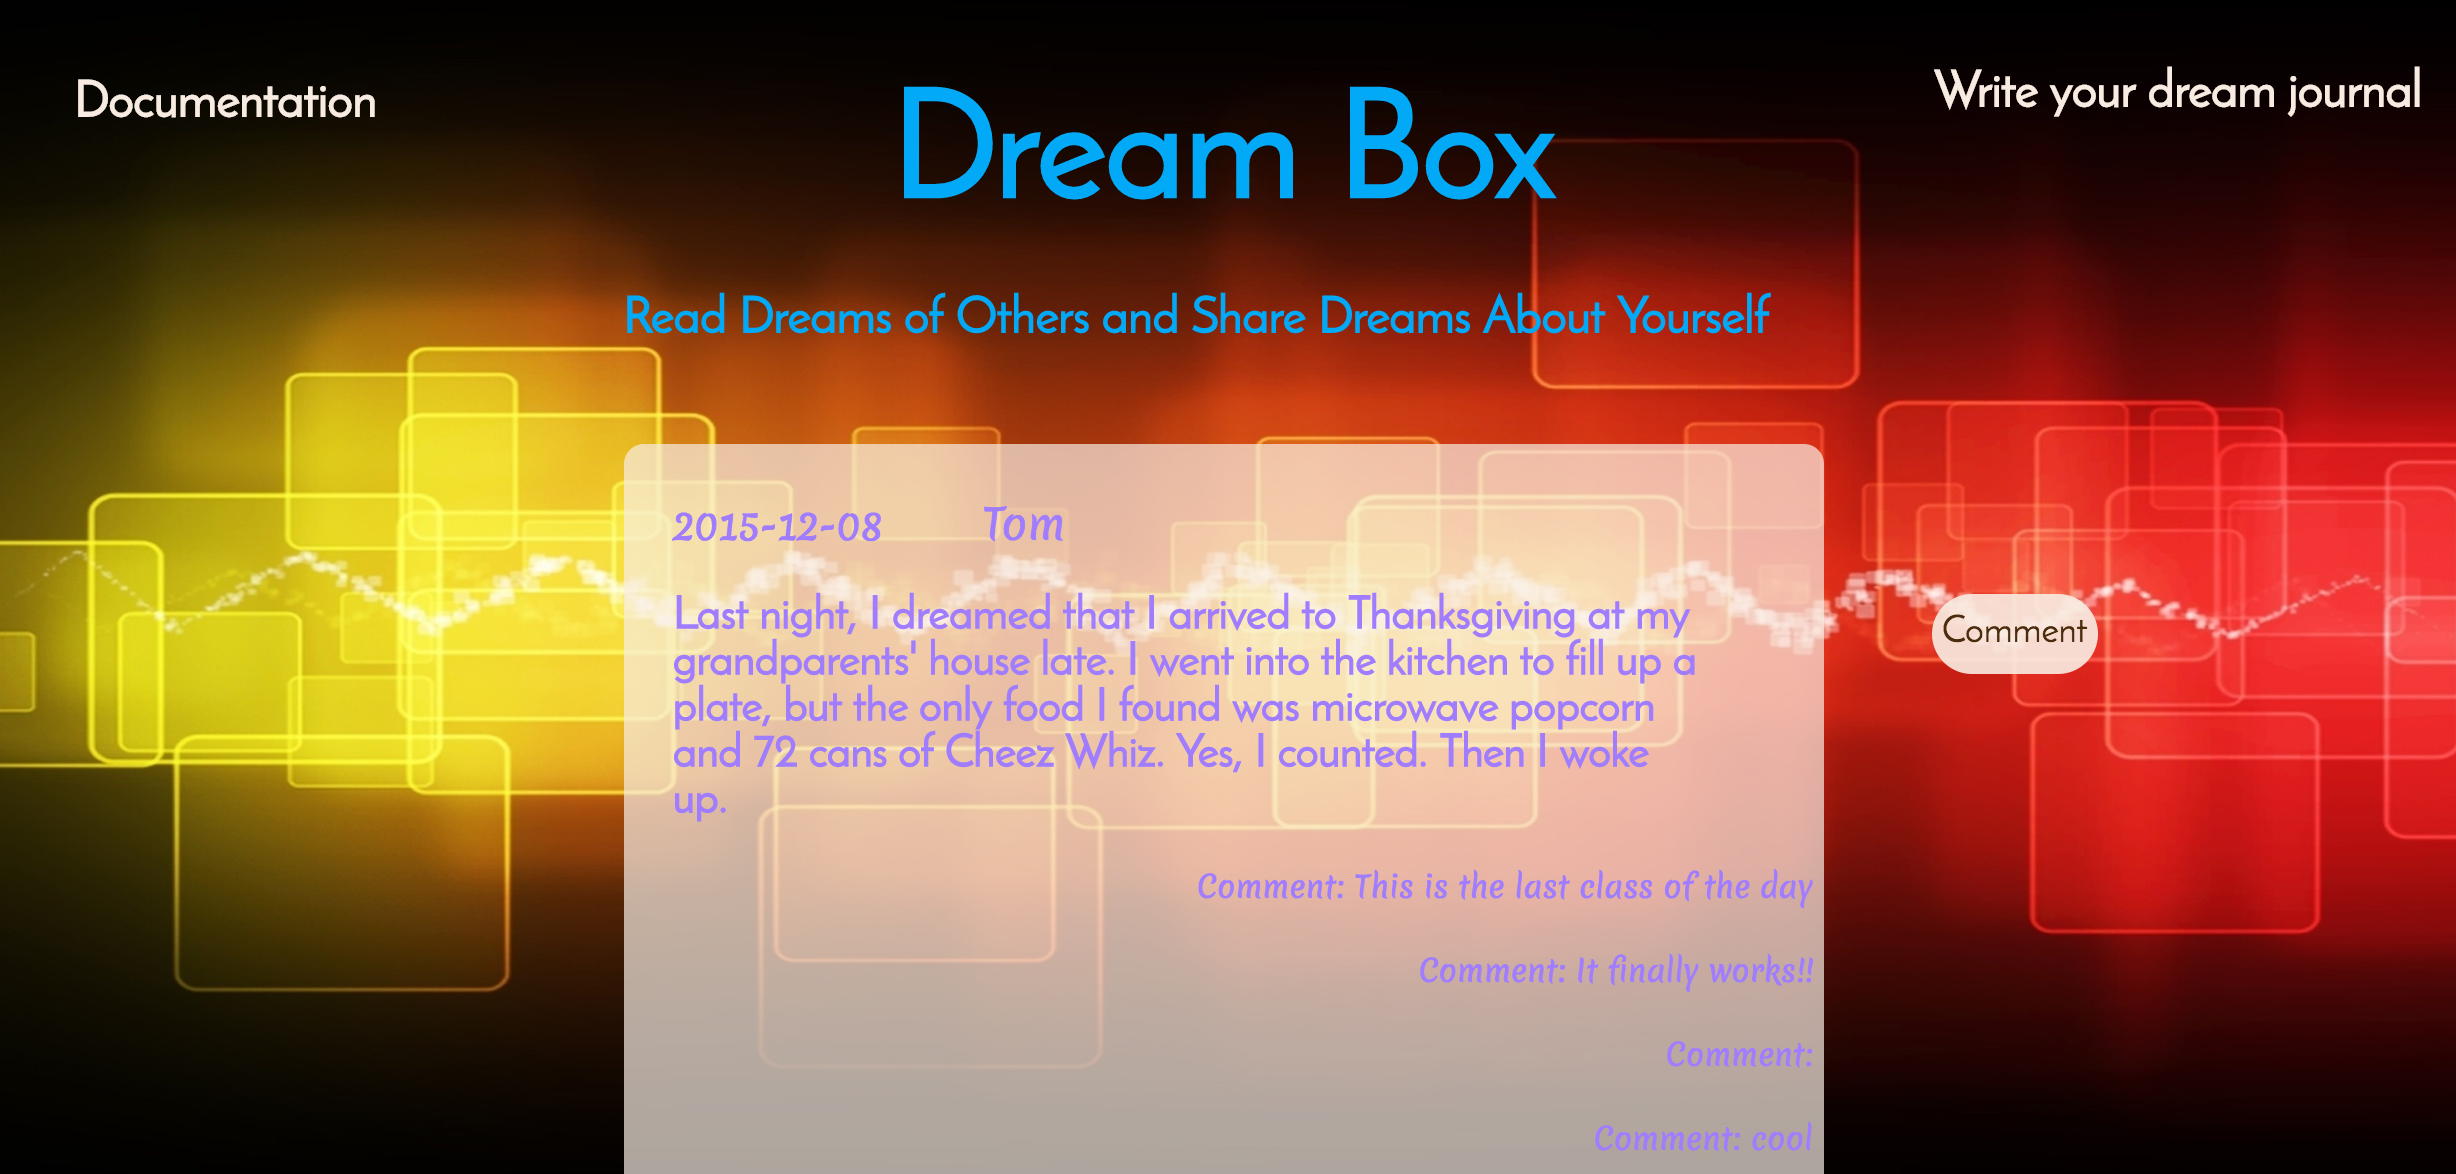 Documentation
Dream Box
Write your dream journal
Read Dreams of Others and Share Dreams About Yourself
2015-12-08 Tom
Last night, I dreamed that I arrived to Thanksgiving at my
grandparents' house late. I went into the kitchen to fill up a
plate, but the only food I found was microwave popcorn
and 72 cans of Cheez Whiz. Yes, I counted. Then I woke
up.
Comment
Comment: This is the last class of the day
Comment: It finally works!!
Comment:
Comment: cool